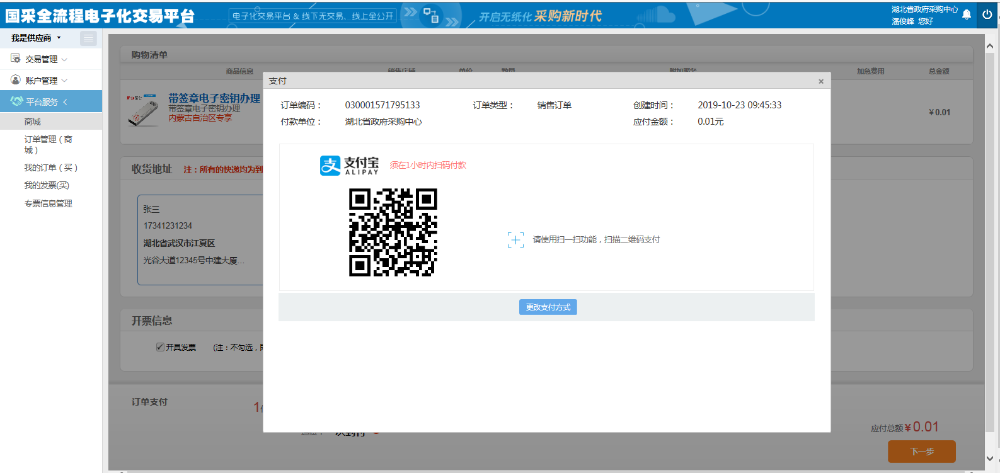 国采全流程电子化交易平台
电子化交易平台 & 线下无交易、线上全公开
开启无纸化 采购新时代
湖北省政府采购中心
潘俊峰 您好
我是供应商
交易管理
账户管理
平台服务
商城
订单管理（商
城）
我的订单（买）
我的发票(买)
专票信息管理
购物清单
商品信息 销售店铺 单价 数量 附加服务 加急费用 总金额
带签章电子密钥办理
带签章电子密钥办理
内蒙古自治区专享
¥0.01
收货地址 注：所有的快递均为到
张三
17341231234
湖北省武汉市江夏区
光谷大道12345号中建大厦...
开票信息
开具发票 (注：不勾选，
订单支付
1
应付总额¥0.01
下一步
支付 ×
订单编码： 030001571795133 订单类型： 销售订单 创建时间： 2019-10-23 09:45:33
付款单位： 湖北省政府采购中心 应付金额： 0.01元
支 支付宝 ALIPAY 须在1小时内扫码付款
请使用扫一扫功能，扫描二维码支付
更改支付方式